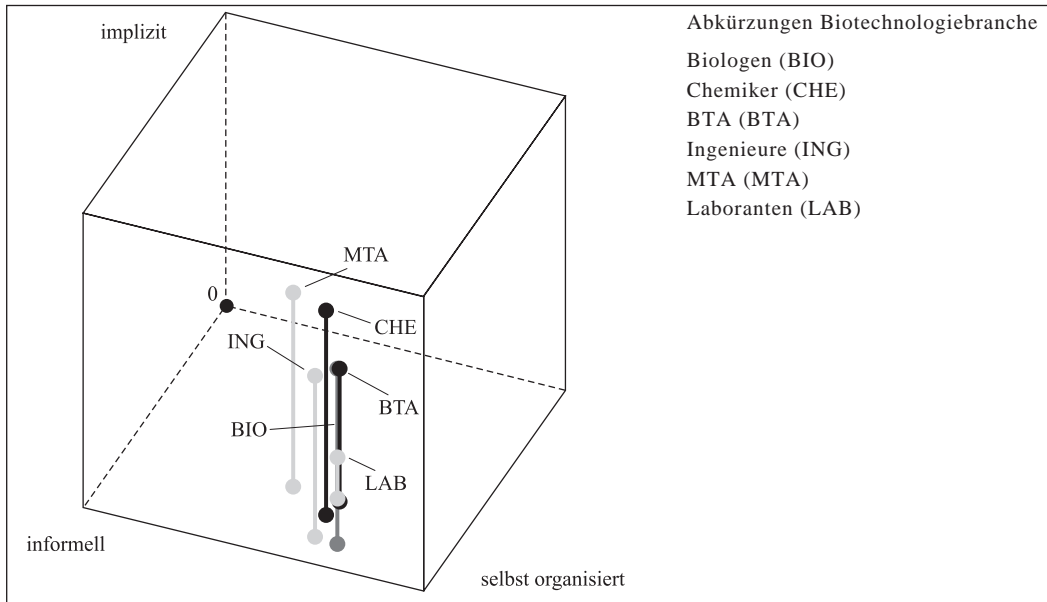 implizit
0
MTA
CHE
ING
BTA
BIO
LAB
informell
selbst organisiert
Abkürzungen Biotechnologiebranche
Biologen (BIO)
Chemiker (CHE)
BTA (BTA)
Ingenieure (ING)
MTA (MTA)
Laboranten (LAB)